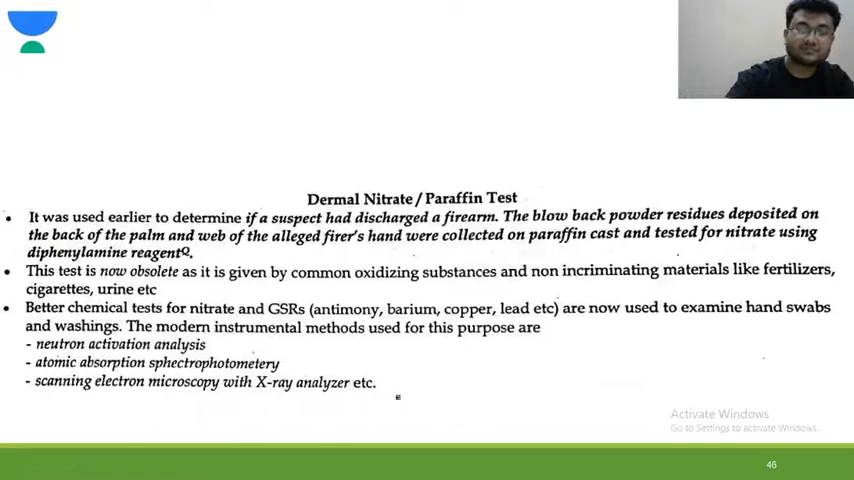 Dermal Nitrate / Paraffin Test
• It was used earlier to determine if a suspect had discharged a firearm. The blow back powder residues deposited on
the back of the palm and web of the alleged firer's hand were collected on paraffin cast and tested for nitrate using
diphenylamine reagentQ.
• This test is now obsolete as it is given by common oxidizing substances and non incriminating materials like fertilizers,
cigarettes, urine etc
• Better chemical tests for nitrate and GSRs (antimony, barium, copper, lead etc) are now used to examine hand swabs
and washings. The modern instrumental methods used for this purpose are
- neutron activation analysis
- atomic absorption sphectrophotometery
- scanning electron microscopy with X-ray analyzer etc.
Activate Windows
Go to Settings to activate Windows.
46